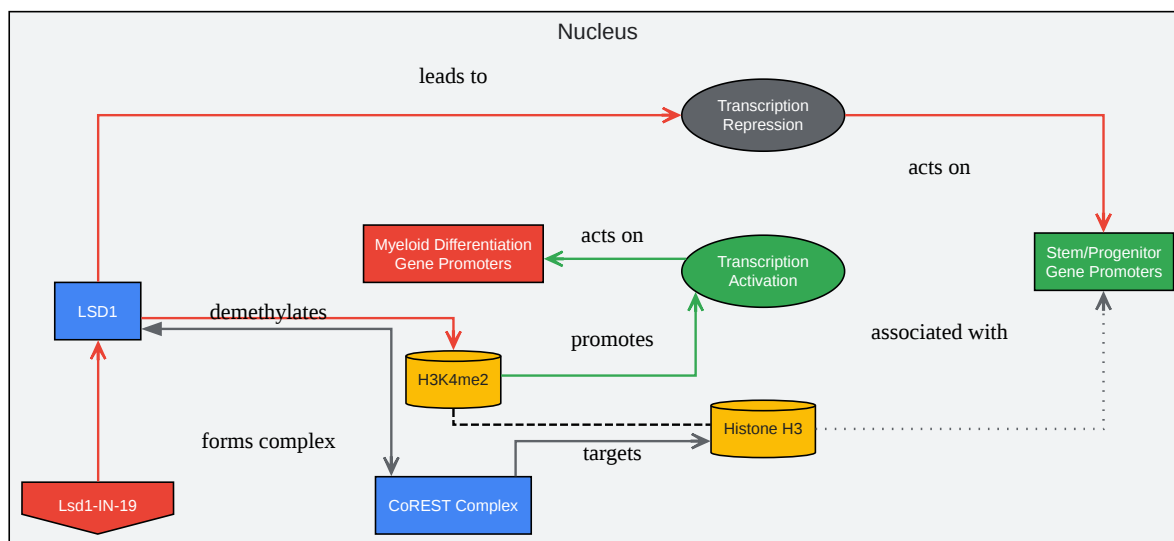 Nucleus
leads to
Transcription
Repression
acts on
Myeloid Differentiation
Gene Promoters
acts on
Transcription
Activation
Stem/Progenitor
Gene Promoters
LSD1
demethylates
promotes
associated with
H3K4me2
Histone H3
forms complex
targets
Lsd1-IN-19
CoREST Complex